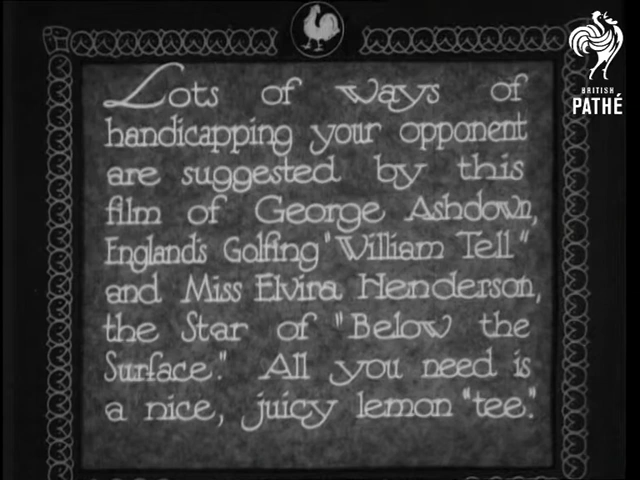 Lots of ways of
handicapping your opponent
are suggested by this
film of George Ashdown,
Englands Golfing "William Tell"
and Miss Elvira Henderson,
the Star of "Below the
Surface." All you need is
a nice, juicy lemon "tee".
BRITISH
PATHÉ